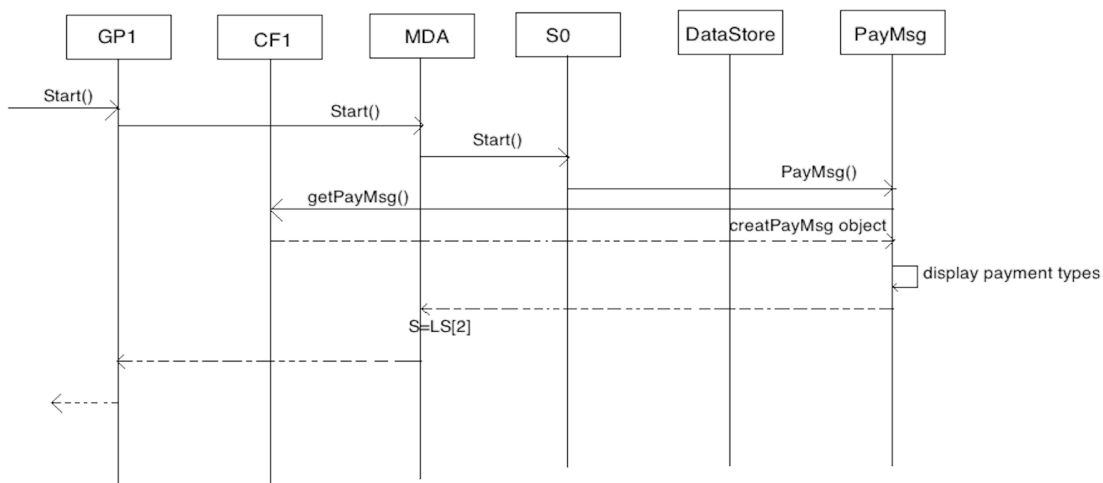 GP1
CF1
MDA
S0
DataStore
PayMsg
Start()
Start()
Start()
PayMsg()
getPayMsg()
creatPayMsg object
display payment types
S=LS[2]